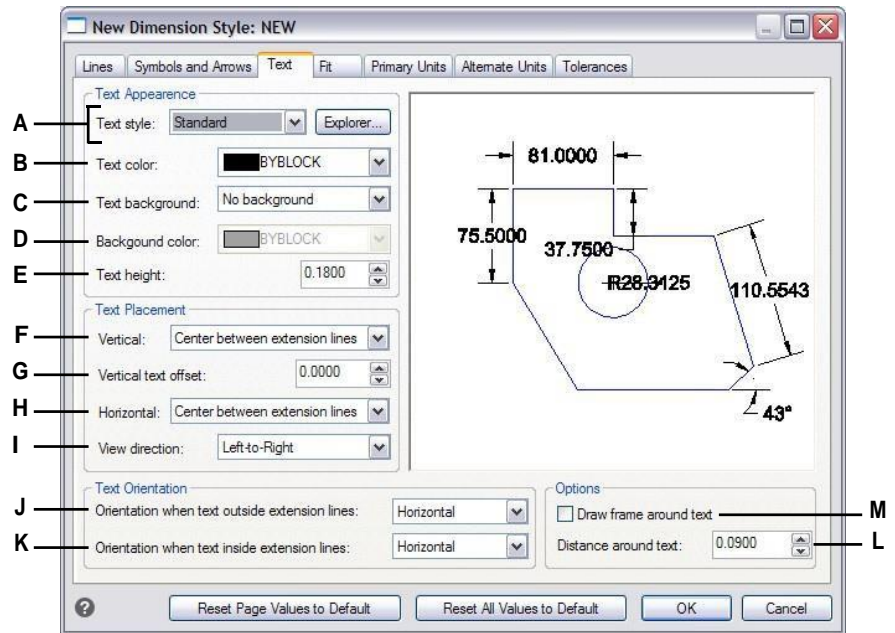 New Dimension Style: NEW
Lines Symbols and Arrows Text Fit Primary Units Alternate Units Tolerances
Text Appearence
A Text style: Standard Explorer...
B Text color: BYBLOCK
C Text background: No background
D Backgound color: BYBLOCK
E Text height: 0.1800
Text Placement
F Vertical: Center between extension lines
G Vertical text offset: 0.0000
H Horizontal: Center between extension lines
I View direction: Left-to-Right
81.0000
75.5000
37.7500
R28.3125
110.5543
43°
Text Orientation
J Orientation when text outside extension lines: Horizontal
K Orientation when text inside extension lines: Horizontal
Options
Draw frame around text M
Distance around text: 0.0900 L
? Reset Page Values to Default Reset All Values to Default OK Cancel